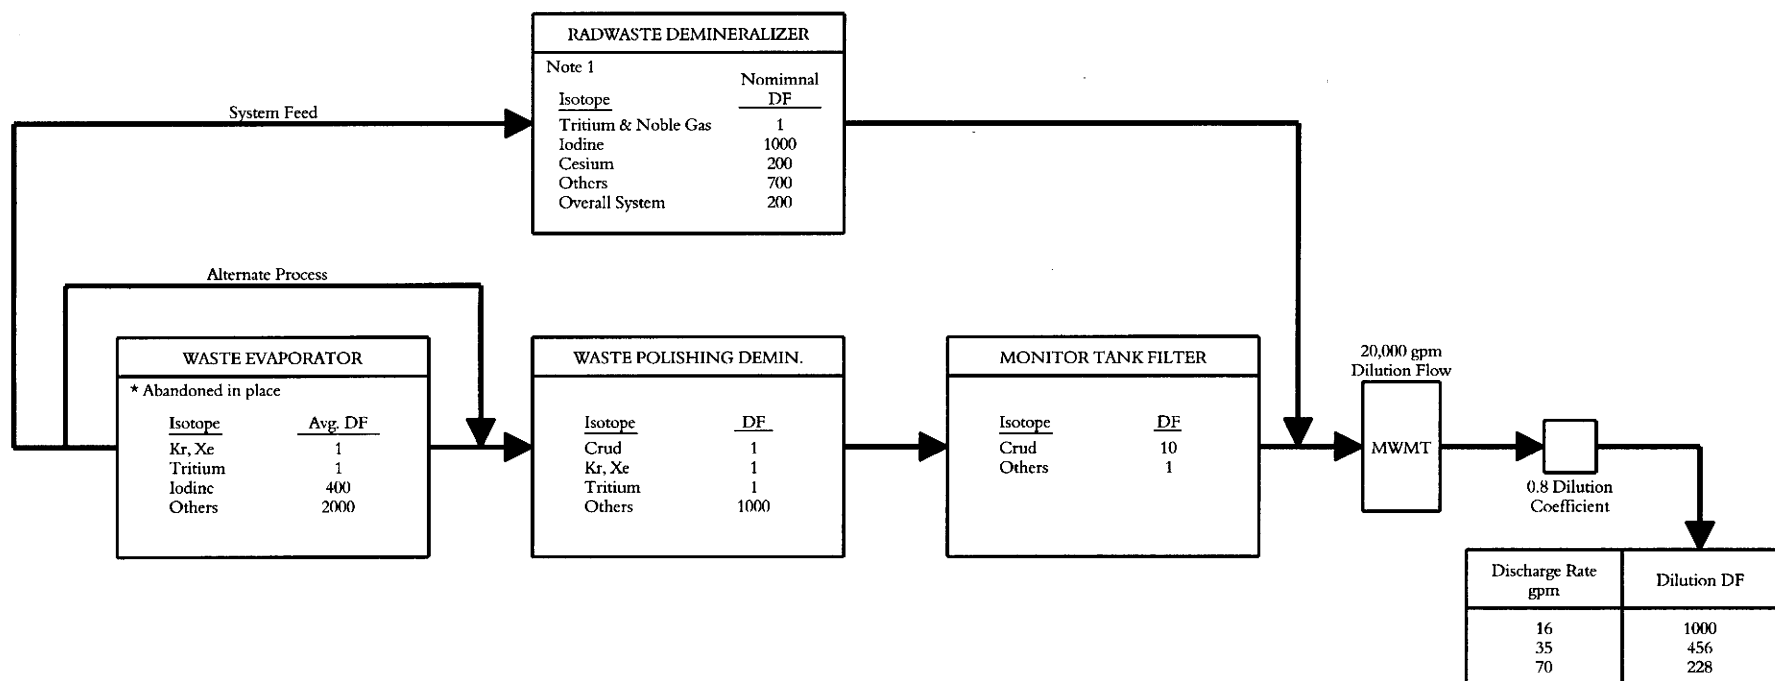 RADWASTE DEMINERALIZER
Note 1
Nomimnal
Isotope DF
Tritium & Noble Gas 1
Iodine 1000
Cesium 200
Others 700
Overall System 200
System Feed
Alternate Process
WASTE EVAPORATOR
* Abandoned in place
Isotope Avg. DF
Kr, Xe 1
Tritium 1
Iodine 400
Others 2000
WASTE POLISHING DEMIN.
Isotope DF
Crud 1
Kr, Xe 1
Tritium 1
Others 1000
MONITOR TANK FILTER
Isotope DF
Crud 10
Others 1
20,000 gpm
Dilution Flow
MWMT
0.8 Dilution
Coefficient
Discharge Rate
gpm
Dilution DF
16 1000
35 456
70 228